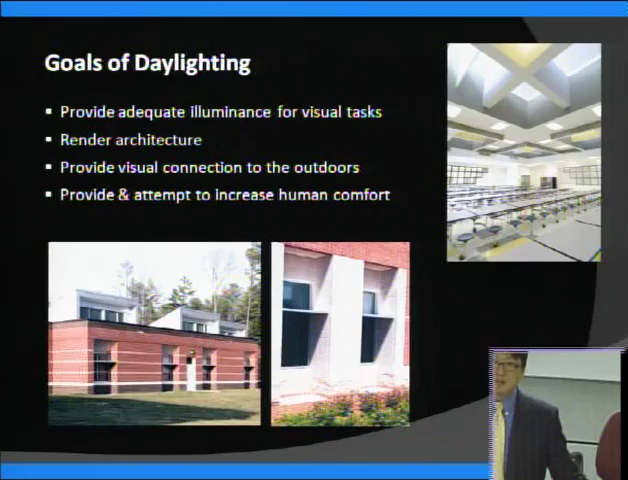 Goals of Daylighting
Provide adequate illuminance for visual tasks
Render architecture
Provide visual connection to the outdoors
Provide & attempt to increase human comfort